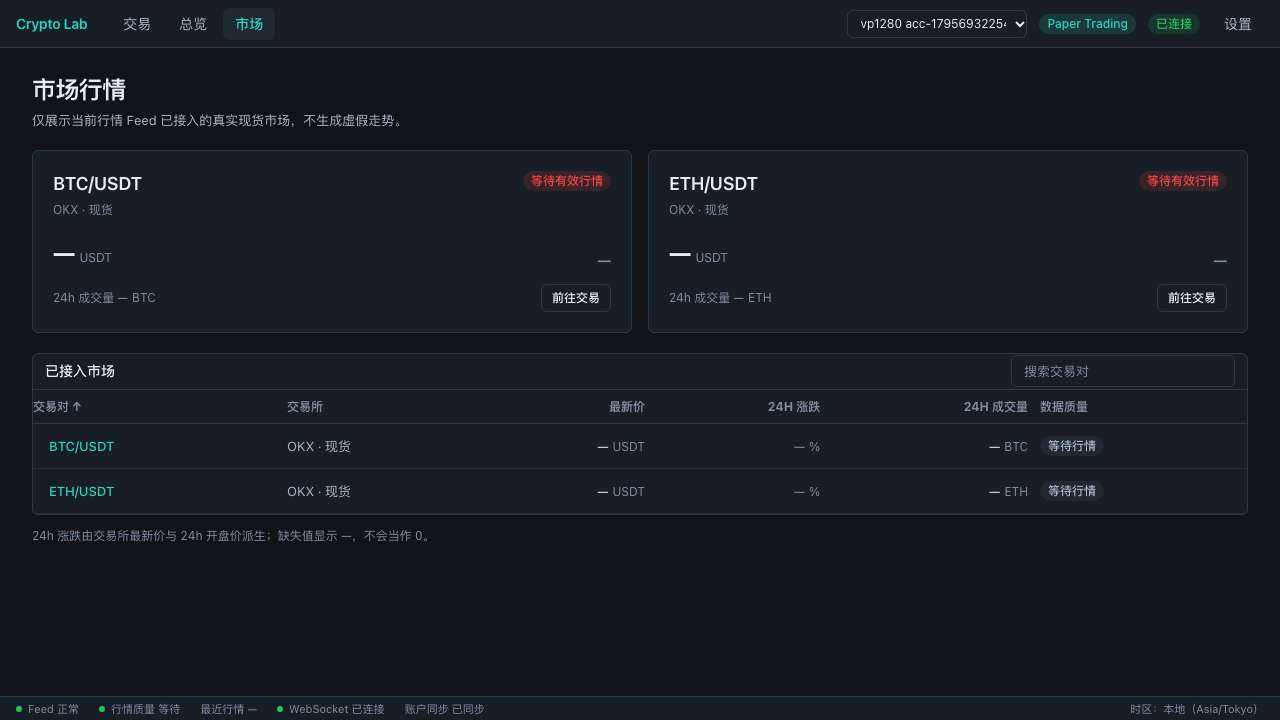 Crypto Lab 交易 总览 市场 vp1280 acc-1795693225 Paper Trading 已连接 设置
市场行情
仅展示当前行情 Feed 已接入的真实现货市场，不生成虚假走势。
BTC/USDT 等待有效行情
OKX · 现货
— USDT —
24h 成交量 — BTC 前往交易
ETH/USDT 等待有效行情
OKX · 现货
— USDT —
24h 成交量 — ETH 前往交易
已接入市场 搜索交易对
交易对 ↑ 交易所 最新价 24H 涨跌 24H 成交量 数据质量
BTC/USDT OKX · 现货 — USDT — % — BTC 等待行情
ETH/USDT OKX · 现货 — USDT — % — ETH 等待行情
24h 涨跌由交易所最新价与 24h 开盘价派生；缺失值显示 —，不会当作 0。
Feed 正常 行情质量 等待 最近行情 — WebSocket 已连接 账户同步 已同步 时区：本地（Asia/Tokyo）